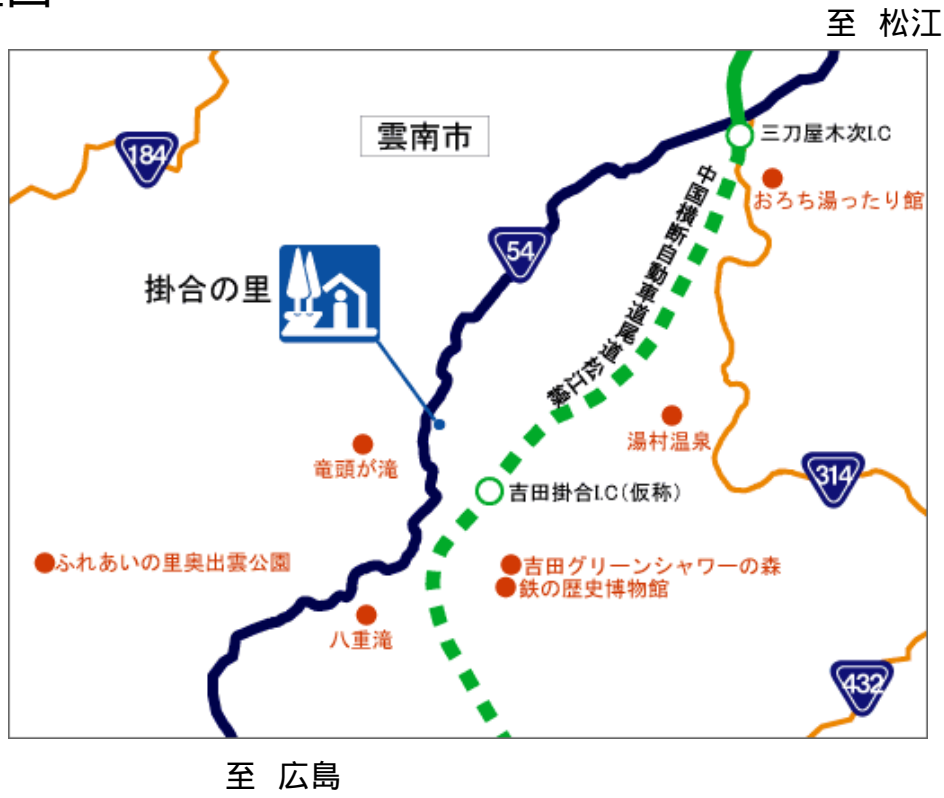 至 松江
雲南市
三刀屋木次I.C
184
おろち湯ったり館
54
中国横断自動車道尾道松江線
掛合の里
湯村温泉
竜頭が滝
314
吉田掛合I.C(仮称)
ふれあいの里奥出雲公園
吉田グリーンシャワーの森
鉄の歴史博物館
八重滝
432
至 広島